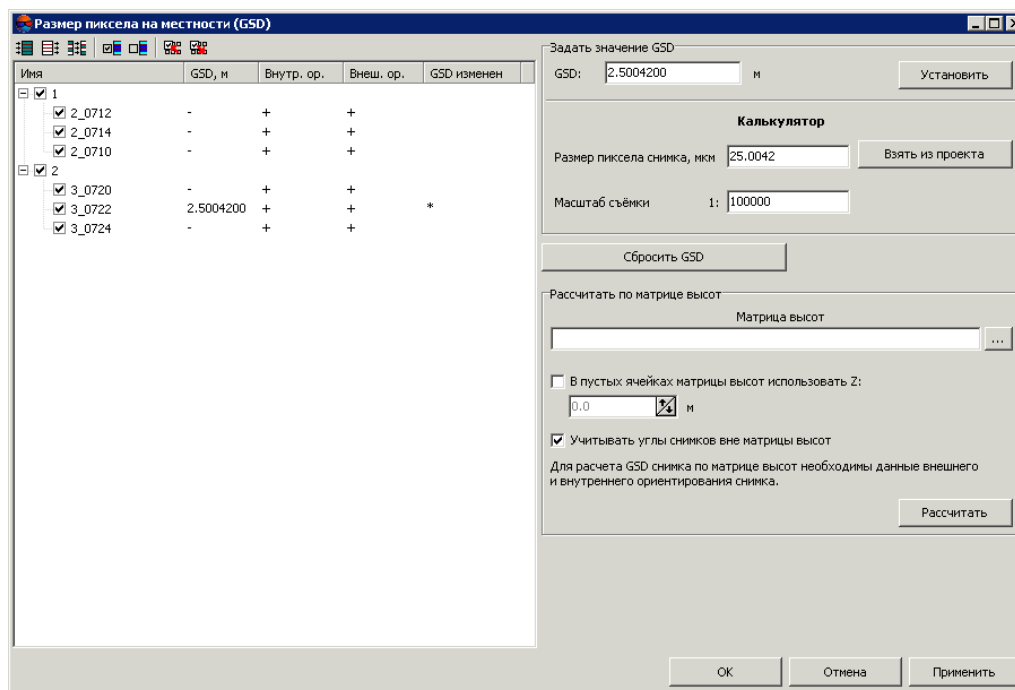 Размер пиксела на местности (GSD)
Имя GSD, м Внутр. ор. Внеш. ор. GSD изменен
1
2_0712 - + +
2_0714 - + +
2_0710 - + +
2
3_0720 - + +
3_0722 2.5004200 + + *
3_0724 - + +
Задать значение GSD
GSD: 2.5004200 м Установить
Калькулятор
Размер пиксела снимка, мкм 25.0042 Взять из проекта
Масштаб съёмки 1: 100000
Сбросить GSD
Рассчитать по матрице высот
Матрица высот
...
В пустых ячейках матрицы высот использовать Z:
0.0 м
Учитывать углы снимков вне матрицы высот
Для расчета GSD снимка по матрице высот необходимы данные внешнего
и внутреннего ориентирования снимка.
Рассчитать
OK Отмена Применить